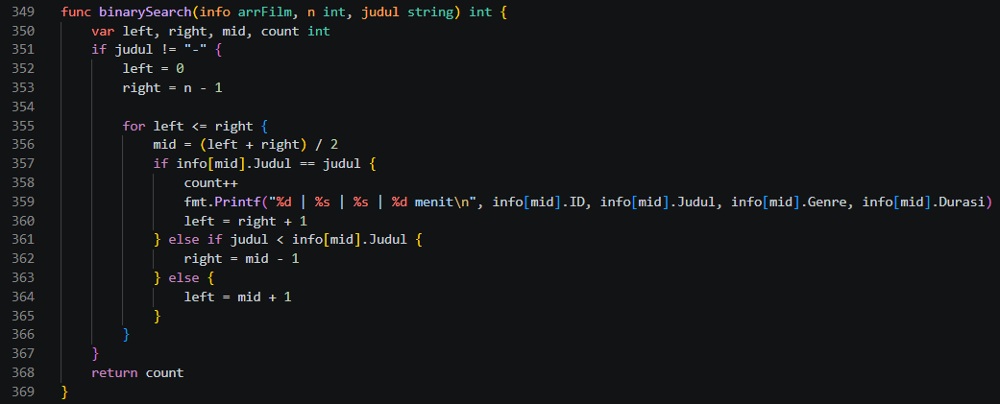 349 func binarySearch(info arrFilm, n int, judul string) int {
350     var left, right, mid, count int
351     if judul != "-" {
352         left = 0
353         right = n - 1
354
355         for left <= right {
356             mid = (left + right) / 2
357             if info[mid].Judul == judul {
358                 count++
359                 fmt.Printf("%d | %s | %s | %d menit\n", info[mid].ID, info[mid].Judul, info[mid].Genre, info[mid].Durasi)
360                 left = right + 1
361             } else if judul < info[mid].Judul {
362                 right = mid - 1
363             } else {
364                 left = mid + 1
365             }
366         }
367     }
368     return count
369 }